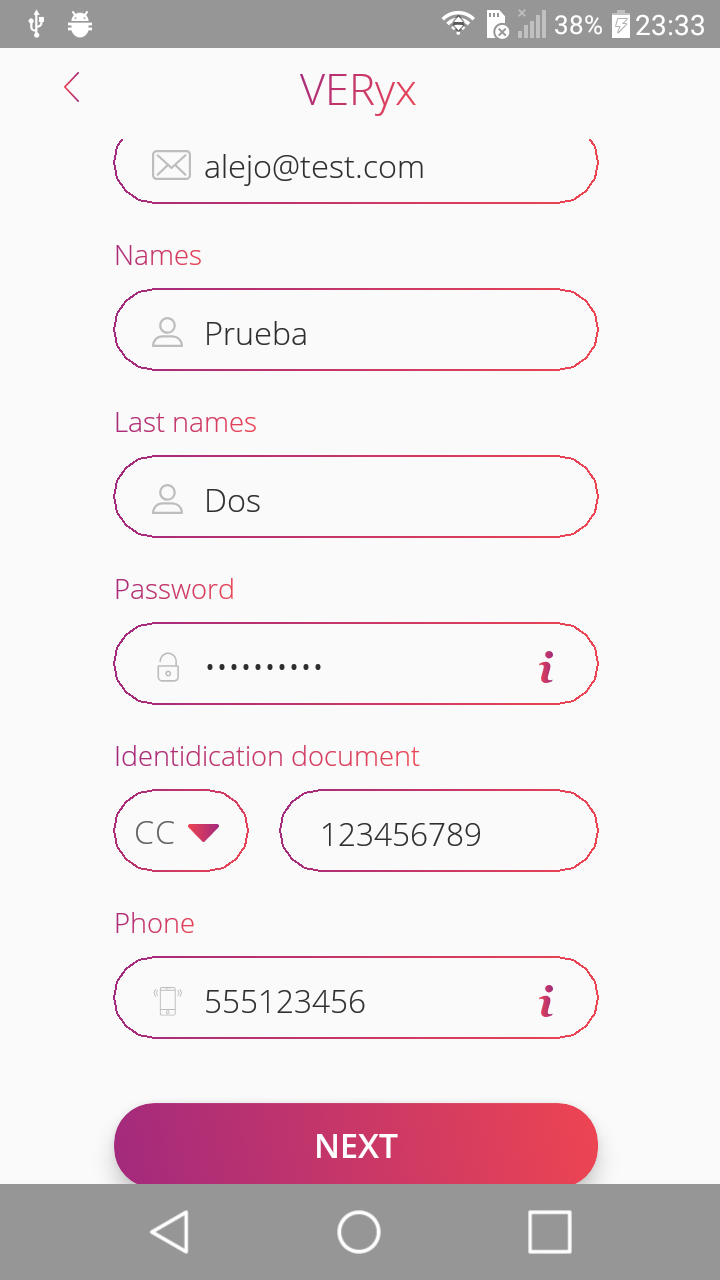 38% 23:33
VERyx
alejo@test.com
Names
Prueba
Last names
Dos
Password
••••••••••
i
Identidication document
CC 123456789
Phone
555123456 i
NEXT